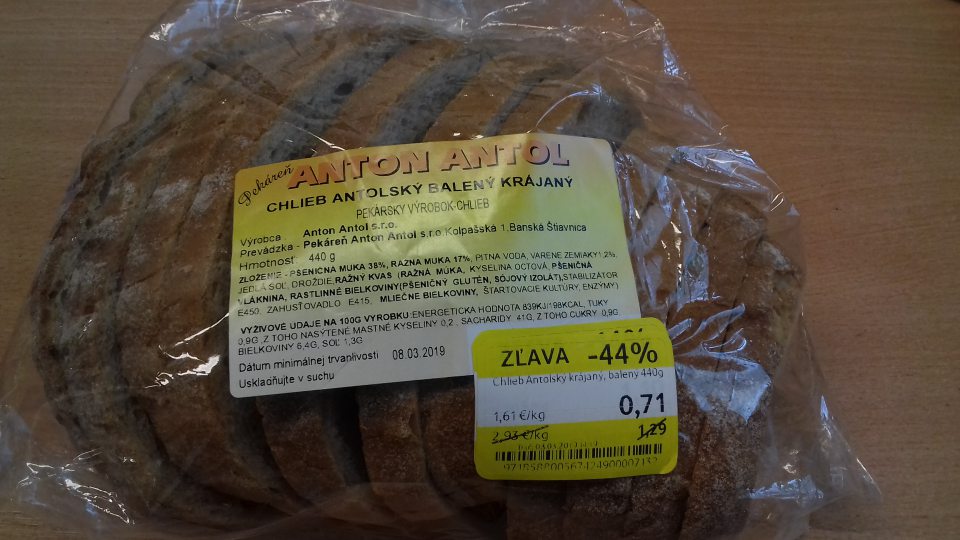 Pekáreň ANTON ANTOL
CHLIEB ANTOLSKÝ BALENÝ KRÁJANÝ
PEKÁRSKY VÝROBOK-CHLIEB
Výrobca Anton Antol s.r.o.
Prevádzka - Pekáreň Anton Antol s.r.o Kolpašská 1.Banská Štiavnica
Hmotnosť: 440 g
ZLOŽENIE - PŠENIČNÁ MÚKA 38%, RAŽNÁ MÚKA 17%, PITNÁ VODA, VARENÉ ZEMIAKY1,2%,
JEDLÁ SOĽ, DROŽDIE,RAŽNÝ KVAS (RAŽNÁ MÚKA, KYSELINA OCTOVÁ, PŠENIČNÁ
VLÁKNINA, RASTLINNÉ BIELKOVINY(PŠENIČNÝ GLUTÉN, SÓJOVÝ IZOLÁT),STABILIZÁTOR
E450, ZAHUSŤOVADLO E415, MLIEČNE BIELKOVINY, ŠTARTOVACIE KULTÚRY, ENZÝMY)
VÝŽIVOVÉ ÚDAJE NA 100G VÝROBKU:ENERGETICKÁ HODNOTA 839KJ/198KCAL, TUKY
0,9G ,Z TOHO NASÝTENÉ MASTNÉ KYSELINY 0,2 , SACHARIDY 41G, Z TOHO CUKRY 0,9G
BIELKOVINY 6,4G, SOĽ 1,3G
Dátum minimálnej trvanlivosti 08.03.2019
Uskladňujte v suchu
ZĽAVA -44%
Chlieb Antolský krájaný, balený 440g
1,61 €/kg 0,71
2,93 €/kg 1,29